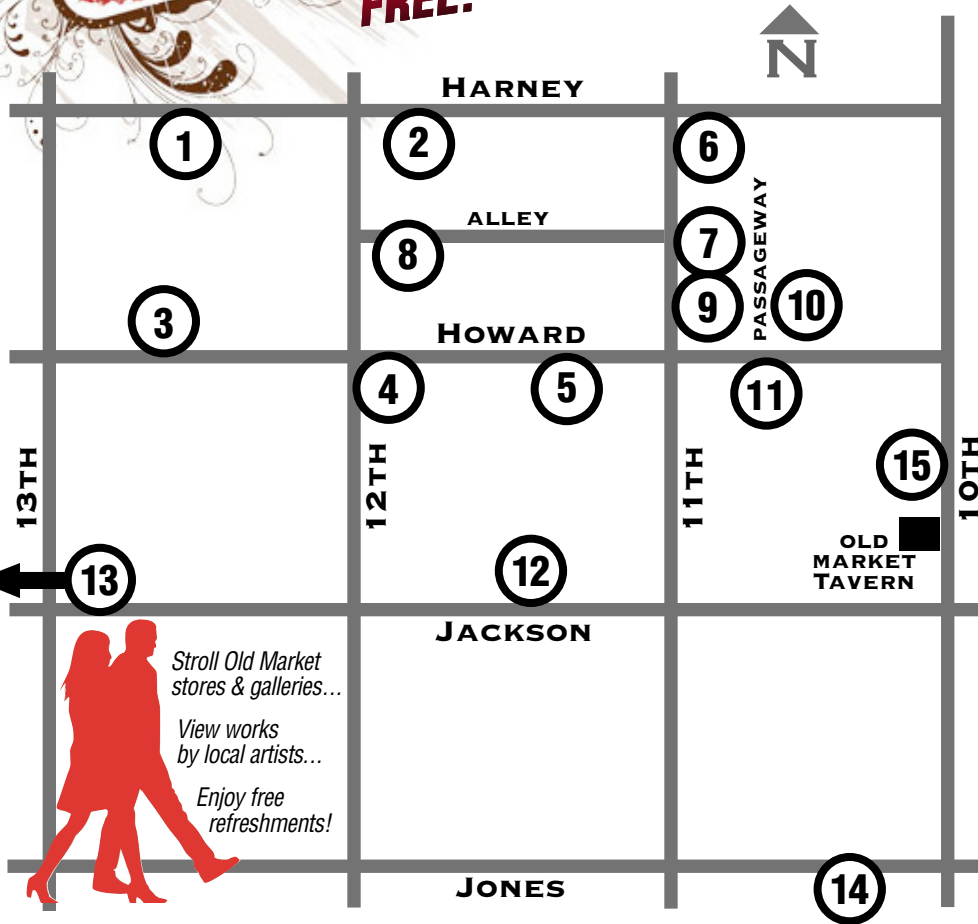 FREE!
N
HARNEY
1
2
6
PASSAGEWAY
ALLEY
7
8
9
10
3
HOWARD
4
5
11
13TH
12TH
11TH
10TH
15
OLD
MARKET
TAVERN
13
12
JACKSON
Stroll Old Market
stores & galleries...
View works
by local artists...
Enjoy free
refreshments!
JONES
14